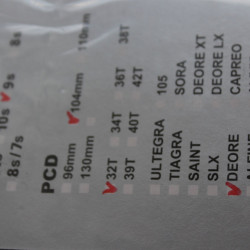 10s 9s 8s
8s/7s
PCD
96mm 104mm 110mm
130mm
32T 34T 36T 38T
39T 40T 42T
ULTEGRA 105
TIAGRA SORA
SAINT DEORE XT
SLX DEORE LX
DEORE CAPREO